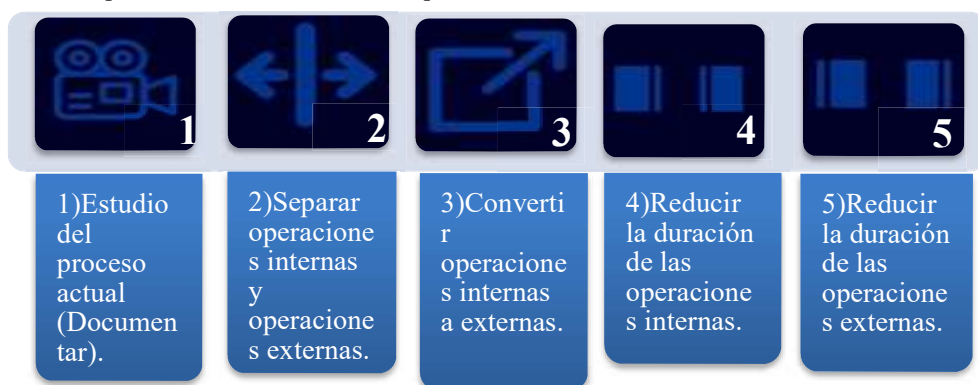 1
2
3
4
5
1)Estudio
del
proceso
actual
(Documen
tar).
2)Separar
operacione
s internas
y
operacione
s externas.
3)Converti
r
operacione
s internas
a externas.
4)Reducir
la duración
de las
operacione
s internas.
5)Reducir
la duración
de las
operacione
s externas.